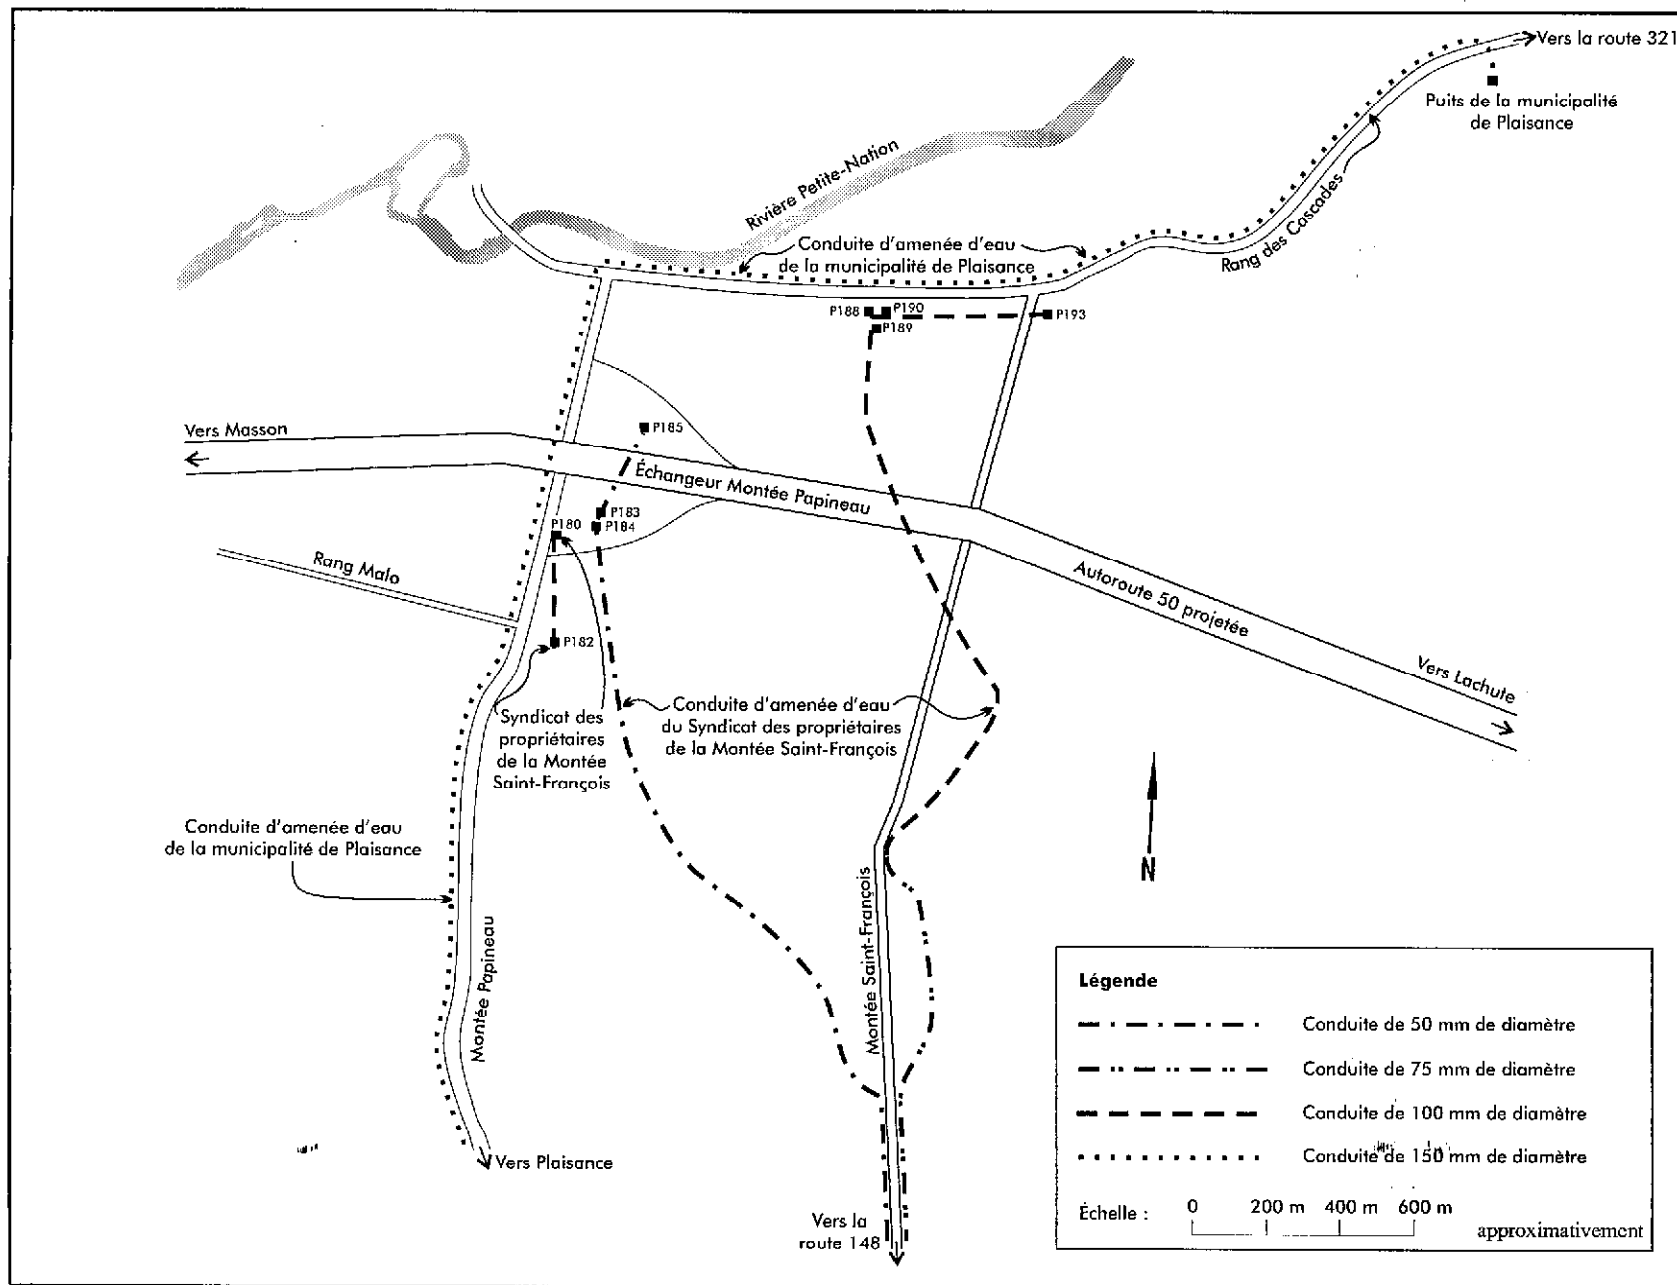 Vers la route 321
Puits de la municipalité
de Plaisance
Rivière Petite-Nation
Rang des Cascades
Conduite d'amenée d'eau
de la municipalité de Plaisance
P188
P190
P189
P193
Vers Masson
P185
Échangeur Montée Papineau
P183
P180
P184
Rang Malo
Autoroute 50 projetée
P182
Vers Lachute
Syndicat des
propriétaires
de la Montée
Saint-François
Conduite d'amenée d'eau
du Syndicat des propriétaires
de la Montée Saint-François
Conduite d'amenée d'eau
de la municipalité de Plaisance
N
Montée Saint-François
Montée Papineau
Vers Plaisance
Vers la
route 148
Légende
Conduite de 50 mm de diamètre
Conduite de 75 mm de diamètre
Conduite de 100 mm de diamètre
Conduite de 150 mm de diamètre
Échelle : 0 200 m 400 m 600 m
approximativement